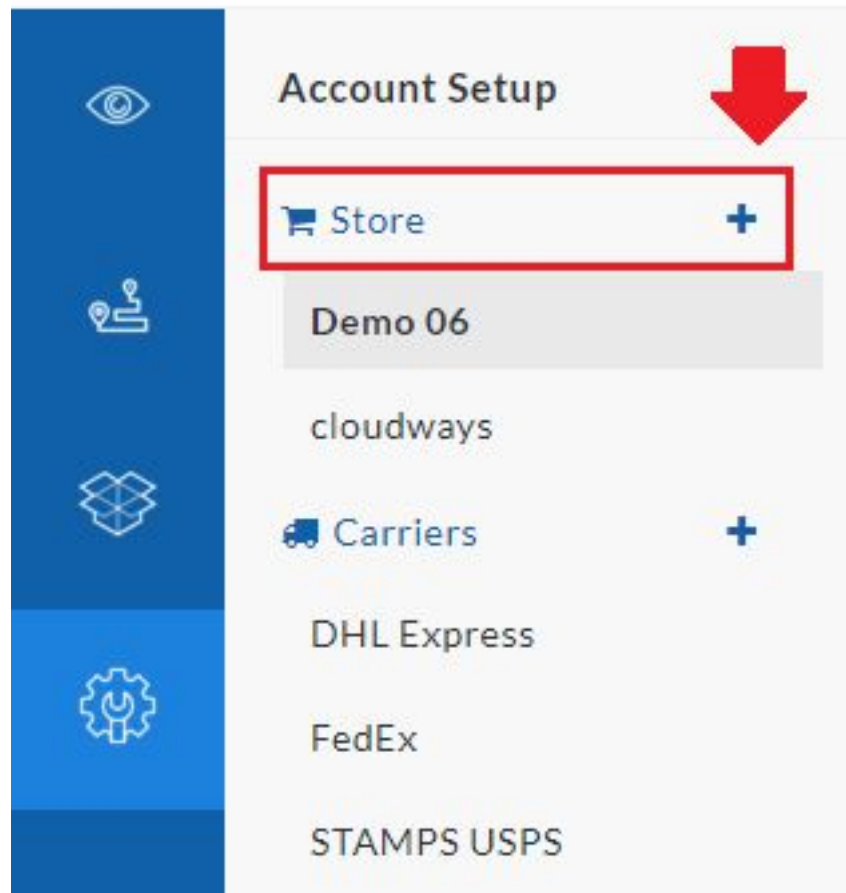 Account Setup
Store +
Demo 06
cloudways
Carriers +
DHL Express
FedEx
STAMPS USPS